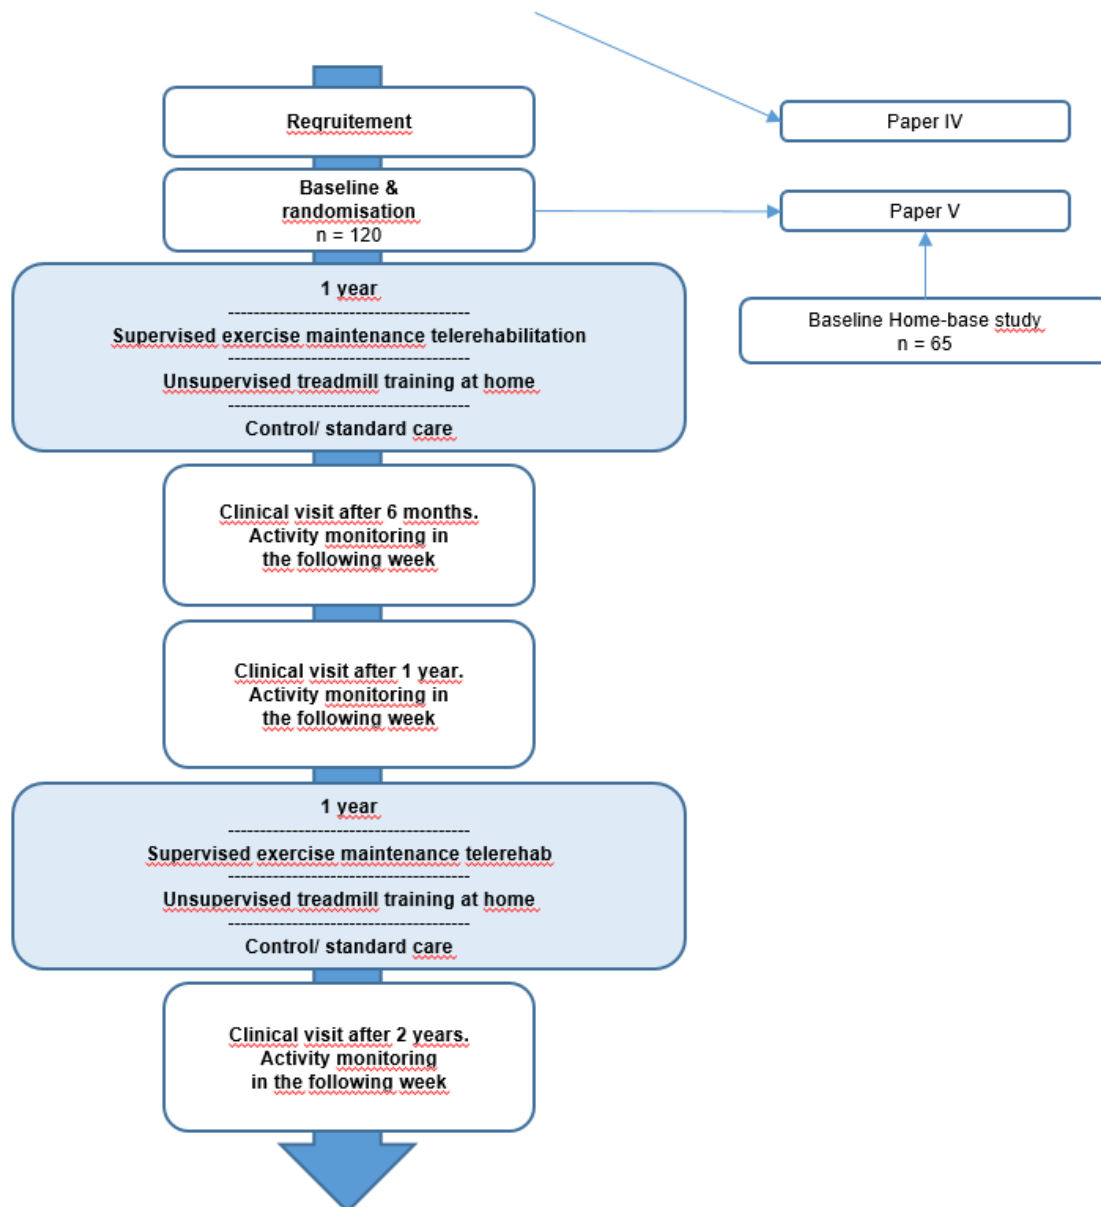 Reqruitement
Paper IV
Baseline &
randomisation
n = 120
Paper V
1 year
----------------------------------------
Supervised exercise maintenance telerehabilitation
----------------------------------------
Unsupervised treadmill training at home
----------------------------------------
Control/ standard care
Baseline Home-base study
n = 65
Clinical visit after 6 months.
Activity monitoring in
the following week
Clinical visit after 1 year.
Activity monitoring in
the following week
1 year
----------------------------------------
Supervised exercise maintenance telerehab
----------------------------------------
Unsupervised treadmill training at home
----------------------------------------
Control/ standard care
Clinical visit after 2 years.
Activity monitoring
in the following week